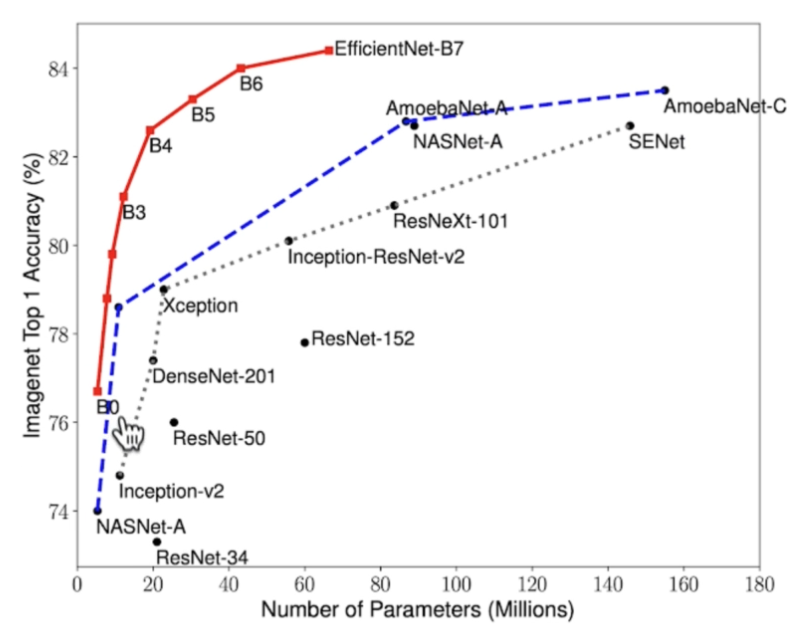 EfficientNet-B7
84
B6
AmoebaNet-A
AmoebaNet-C
B5
B4
NASNet-A
SENet
82
B3
ResNeXt-101
80
Inception-ResNet-v2
Xception
ResNet-152
78
DenseNet-201
B0
76
ResNet-50
Inception-v2
74
NASNet-A
ResNet-34
Imagenet Top 1 Accuracy (%)
0 20 40 60 80 100 120 140 160 180
Number of Parameters (Millions)